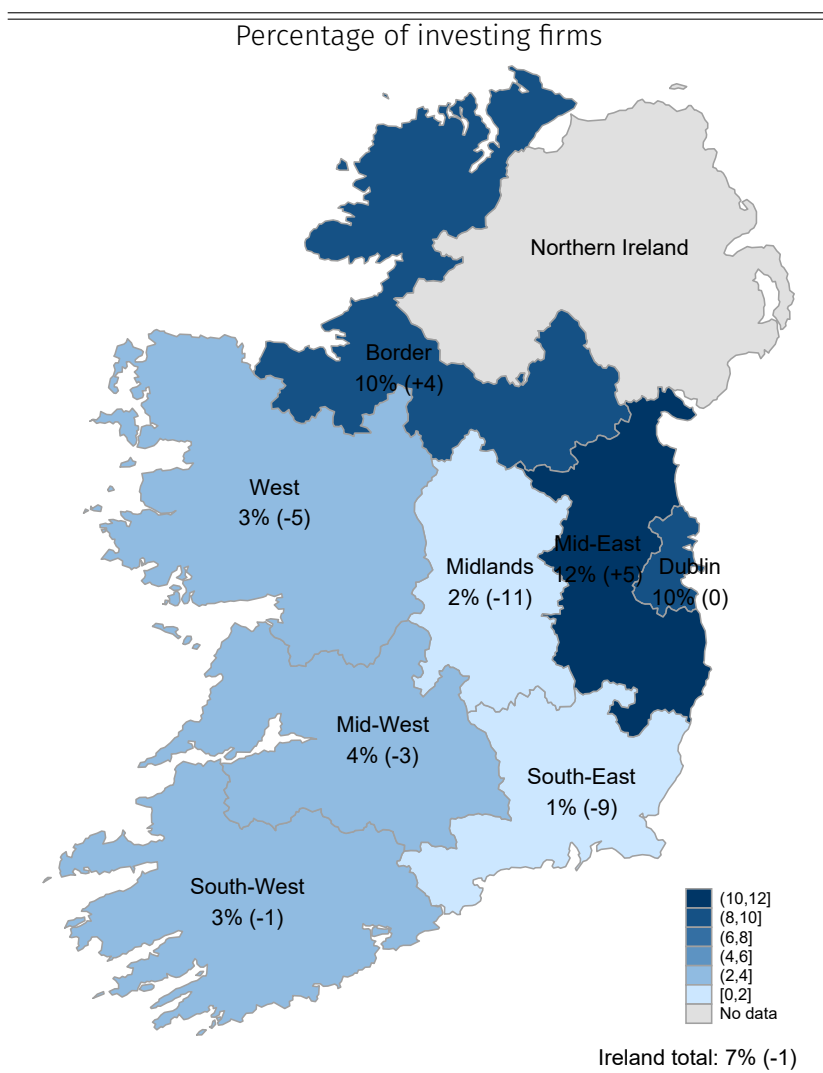 Percentage of investing firms
Northern Ireland
Border
10% (+4)
West
3% (-5)
Mid-East
12% (+5)
Midlands
2% (-11)
Dublin
10% (0)
Mid-West
4% (-3)
South-East
1% (-9)
South-West
3% (-1)
(10,12]
(8,10]
(6,8]
(4,6]
(2,4]
[0,2]
No data
Ireland total: 7% (-1)